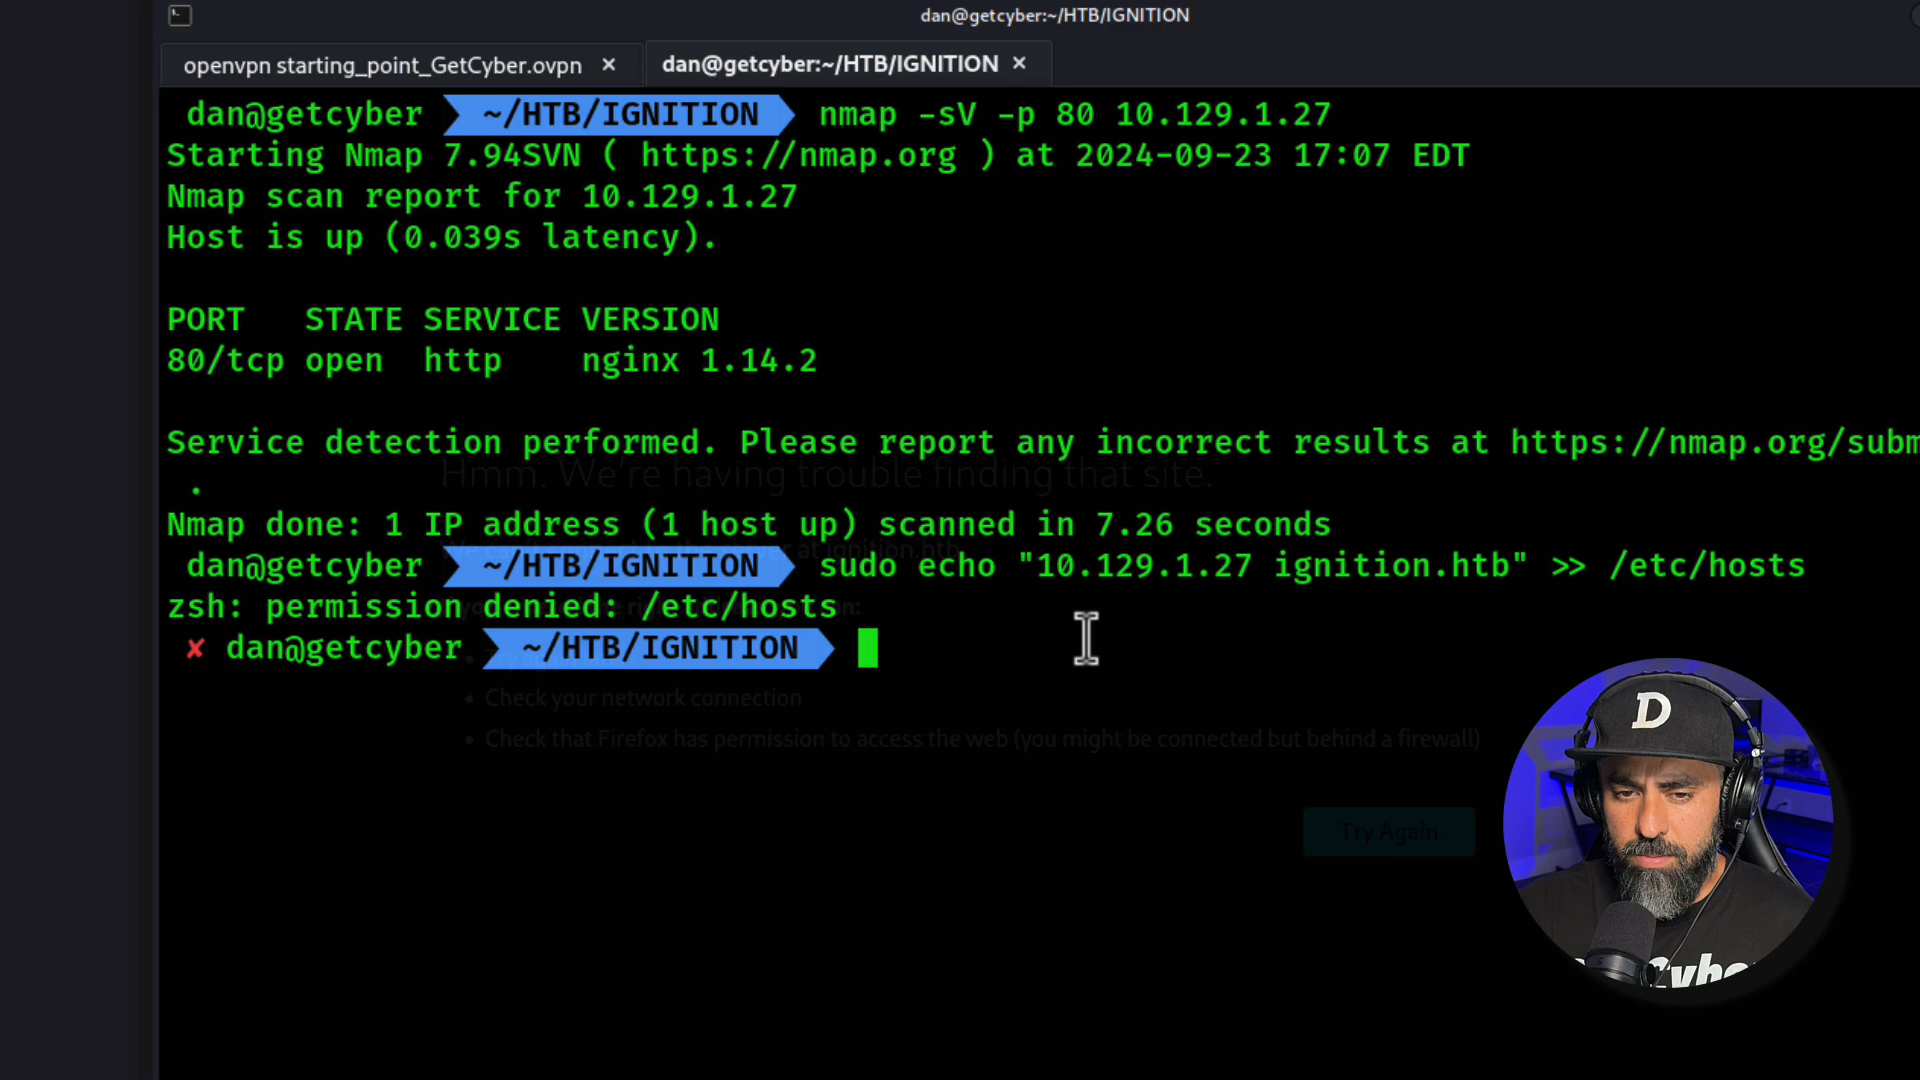 dan@getcyber:~/HTB/IGNITION
openvpn starting_point_GetCyber.ovpn ×
dan@getcyber:~/HTB/IGNITION ×
dan@getcyber ~/HTB/IGNITION nmap -sV -p 80 10.129.1.27
Starting Nmap 7.94SVN ( https://nmap.org ) at 2024-09-23 17:07 EDT
Nmap scan report for 10.129.1.27
Host is up (0.039s latency).
PORT STATE SERVICE VERSION
80/tcp open http nginx 1.14.2
Service detection performed. Please report any incorrect results at https://nmap.org/subm
.
Hmm. We're having trouble finding that site.
Nmap done: 1 IP address (1 host up) scanned in 7.26 seconds
dan@getcyber ~/HTB/IGNITION sudo echo "10.129.1.27 ignition.htb" >> /etc/hosts
zsh: permission denied: /etc/hosts
✘ dan@getcyber ~/HTB/IGNITION
• Check your network connection
• Check that Firefox has permission to access the web (you might be connected but behind a firewall)
Try Again
D